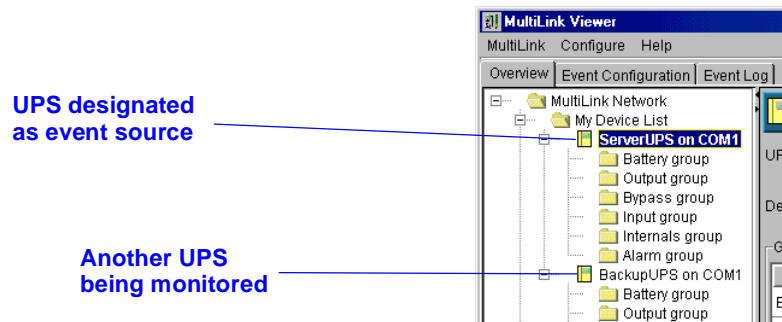 MultiLink Viewer
MultiLink Configure Help
Overview Event Configuration Event Log
UPS designated
as event source
MultiLink Network
My Device List
ServerUPS on COM1
Battery group
Output group
Bypass group
Input group
Internals group
Alarm group
Another UPS
being monitored
BackupUPS on COM1
Battery group
Output group